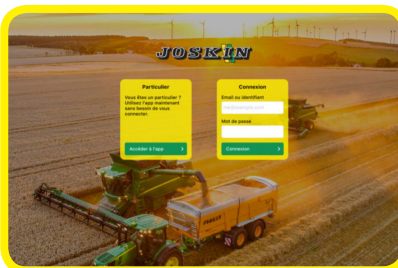 JOSKIN
Particulier
Vous êtes un particulier ?
Utilisez l'app maintenant
sans besoin de vous
connecter.
Accéder à l'app
Connexion
Email ou identifiant
Mot de passe
Connexion